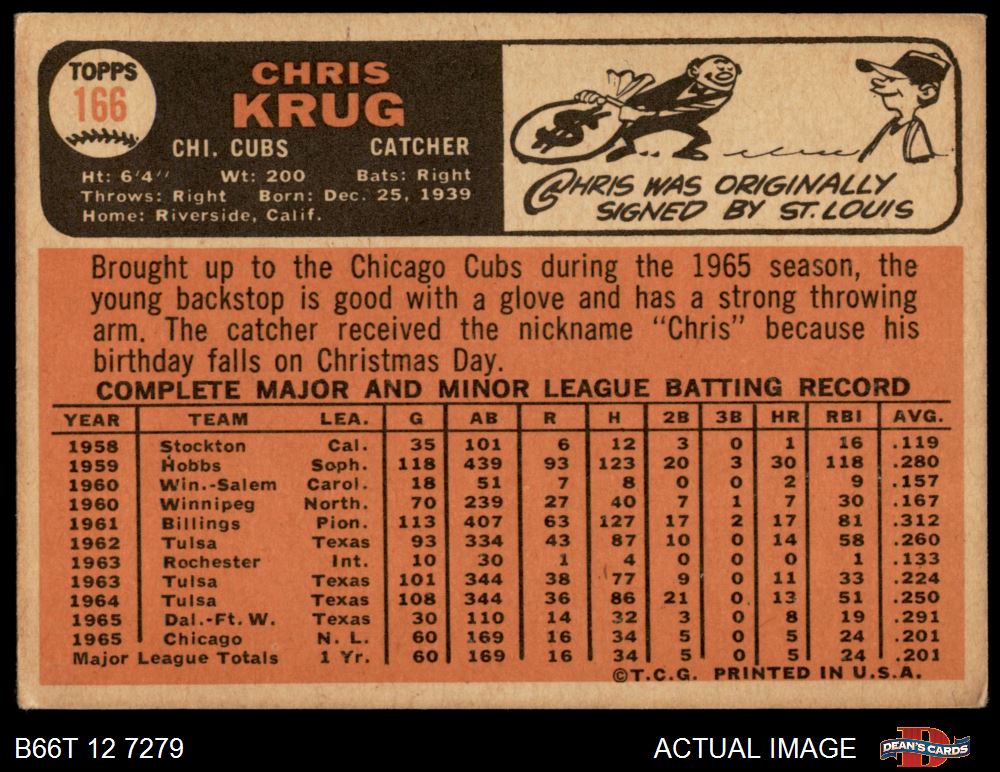 TOPPS
166
CHRIS
KRUG
CHI. CUBS CATCHER
Ht: 6'4" Wt: 200 Bats: Right
Throws: Right Born: Dec. 25, 1939
Home: Riverside, Calif.
$
CHRIS WAS ORIGINALLY
SIGNED BY ST. LOUIS
Brought up to the Chicago Cubs during the 1965 season, the
young backstop is good with a glove and has a strong throwing
arm. The catcher received the nickname "Chris" because his
birthday falls on Christmas Day.
COMPLETE MAJOR AND MINOR LEAGUE BATTING RECORD
YEAR TEAM LEA. G AB R H 2B 3B HR RBI AVG.
1958 Stockton Cal. 35 101 6 12 3 0 1 16 .119
1959 Hobbs Soph. 118 439 93 123 20 3 30 118 .280
1960 Win.-Salem Carol. 18 51 7 8 0 0 2 9 .157
1960 Winnipeg North. 70 239 27 40 7 1 7 30 .167
1961 Billings Pion. 113 407 63 127 17 2 17 81 .312
1962 Tulsa Texas 93 334 43 87 10 0 14 58 .260
1963 Rochester Int. 10 30 1 4 0 0 0 1 .133
1963 Tulsa Texas 101 344 38 77 9 0 11 33 .224
1964 Tulsa Texas 108 344 36 86 21 0 13 51 .250
1965 Dal.-Ft. W. Texas 30 110 14 32 3 0 8 19 .291
1965 Chicago N. L. 60 169 16 34 5 0 5 24 .201
Major League Totals 1 Yr. 60 169 16 34 5 0 5 24 .201
©T.C.G. PRINTED IN U.S.A.
B66T 12 7279 ACTUAL IMAGE DEAN'S CARDS